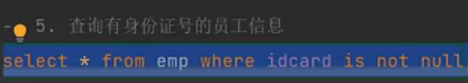 -- 5. 查询有身份证号的员工信息
select * from emp where idcard is not null